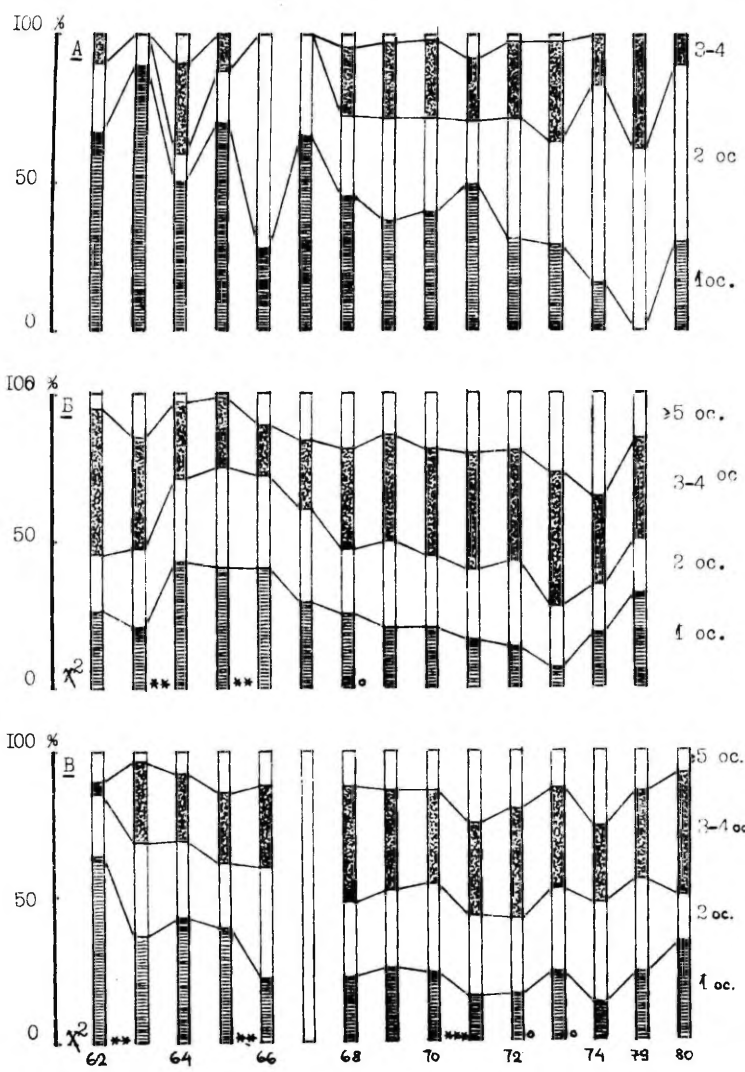 100 %
А
3-4
50
2 ос
0
1ос.
100 %
Б
≥5 ос.
3-4 ос
50
2 ос.
1 ос.
0
χ² ** ** o
100 %
В
5 ос.
3-4 ос
50
2 ос.
1 ос.
0
χ² ** ** *** o o
62 64 66 68 70 72 74 79 80